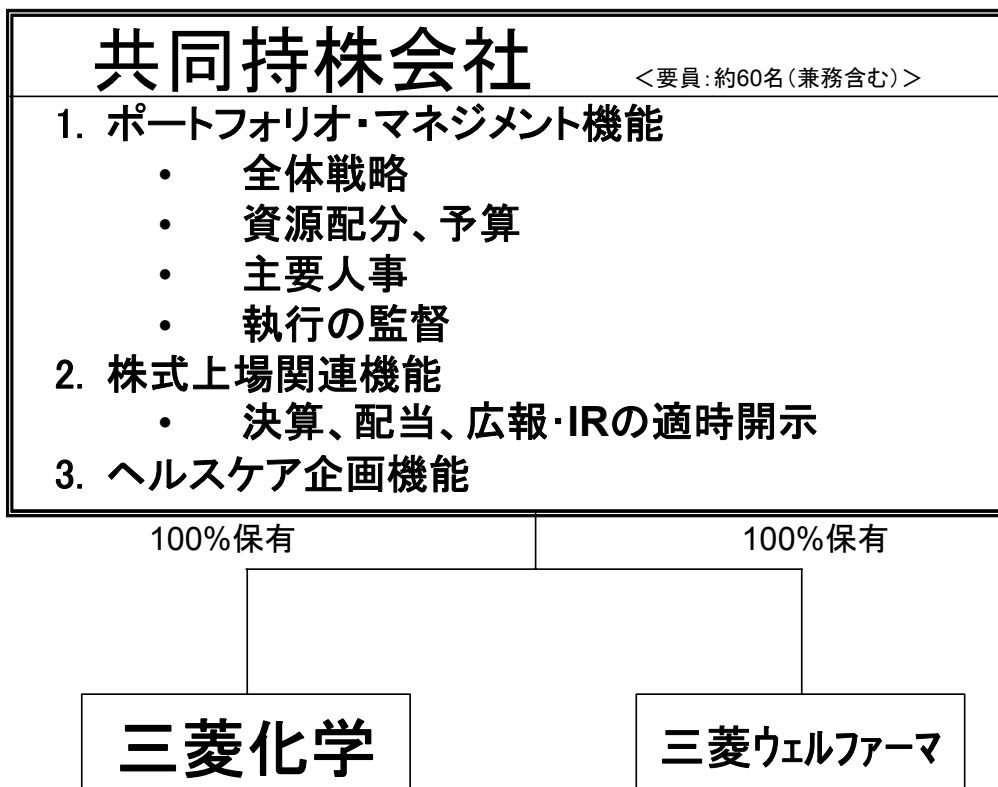 共同持株会社 <要員:約60名(兼務含む)>
1. ポートフォリオ・マネジメント機能
• 全体戦略
• 資源配分、予算
• 主要人事
• 執行の監督
2. 株式上場関連機能
• 決算、配当、広報・IRの適時開示
3. ヘルスケア企画機能
100%保有 100%保有
三菱化学 三菱ウェルファーマ